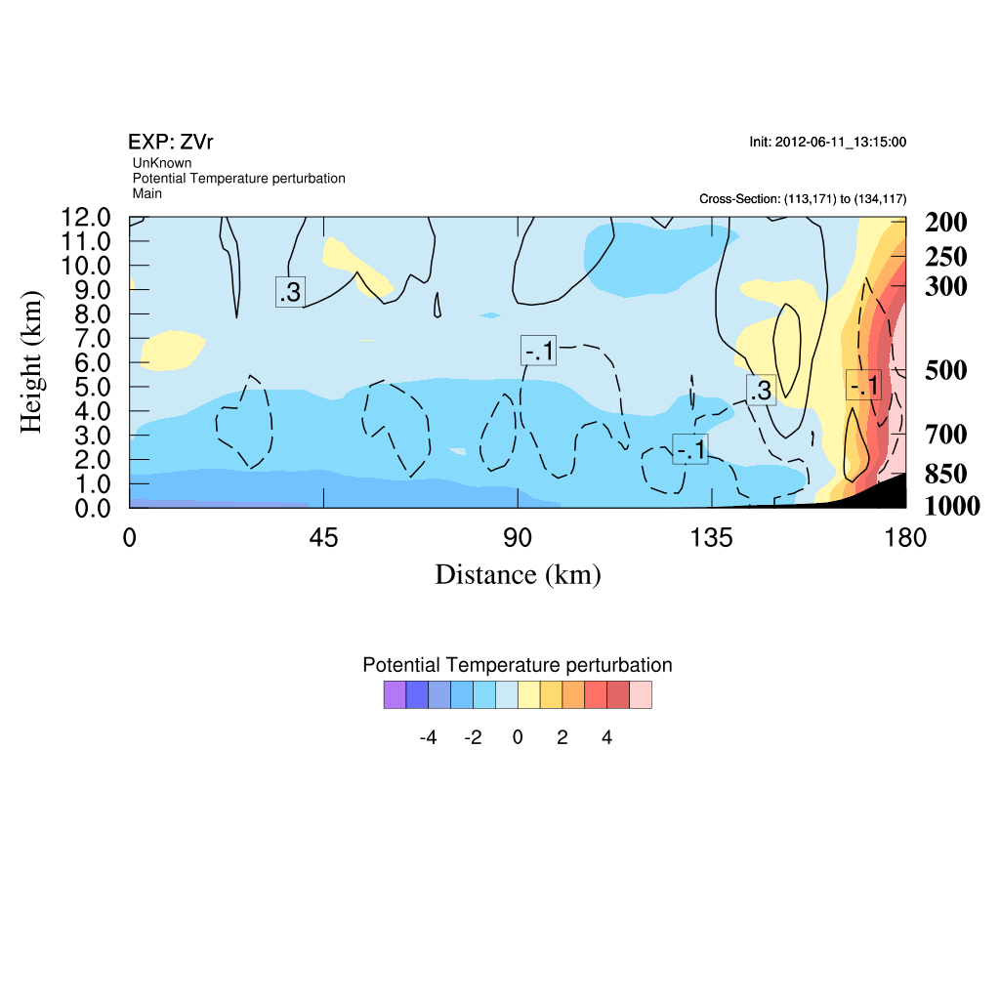 EXP: ZVr
Init: 2012-06-11_13:15:00
UnKnown
Potential Temperature perturbation
Main
Cross-Section: (113,171) to (134,117)
12.0
11.0
10.0
9.0
8.0
7.0
6.0
5.0
4.0
3.0
2.0
1.0
0.0
Height (km)
200
250
300
500
700
850
1000
.3
-.1
.3
-.1
-.1
0 45 90 135 180
Distance (km)
Potential Temperature perturbation
-4 -2 0 2 4